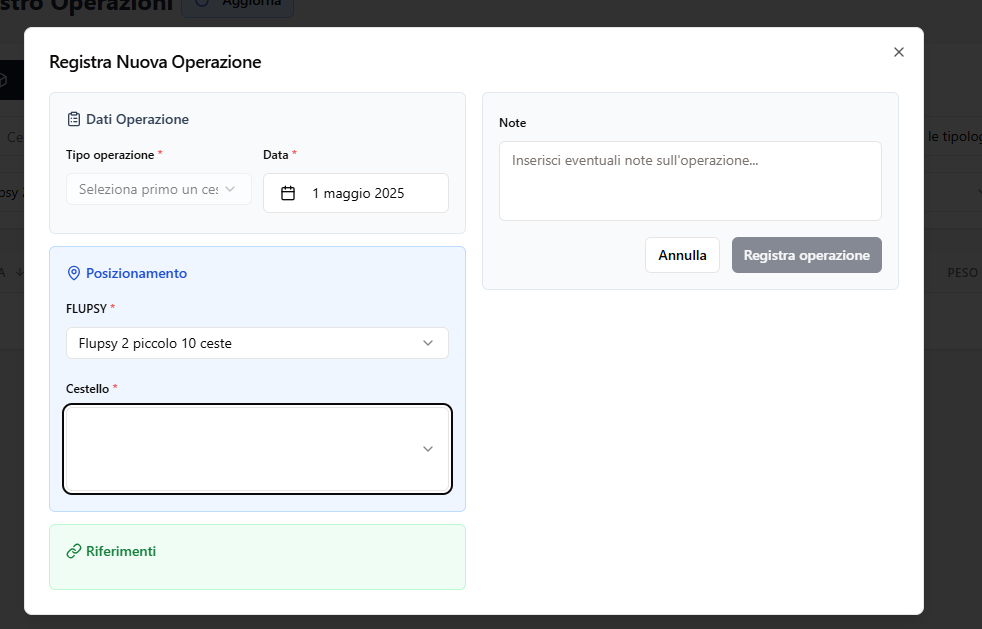 Registro Operazioni
Aggiorna
Registra Nuova Operazione
Dati Operazione
Tipo operazione *
Data *
Seleziona primo un ces
1 maggio 2025
Posizionamento
FLUPSY *
Flupsy 2 piccolo 10 ceste
Cestello *
Riferimenti
Note
Inserisci eventuali note sull'operazione...
Annulla
Registra operazione
Ce
le tipolog
psy 2
A
PESO